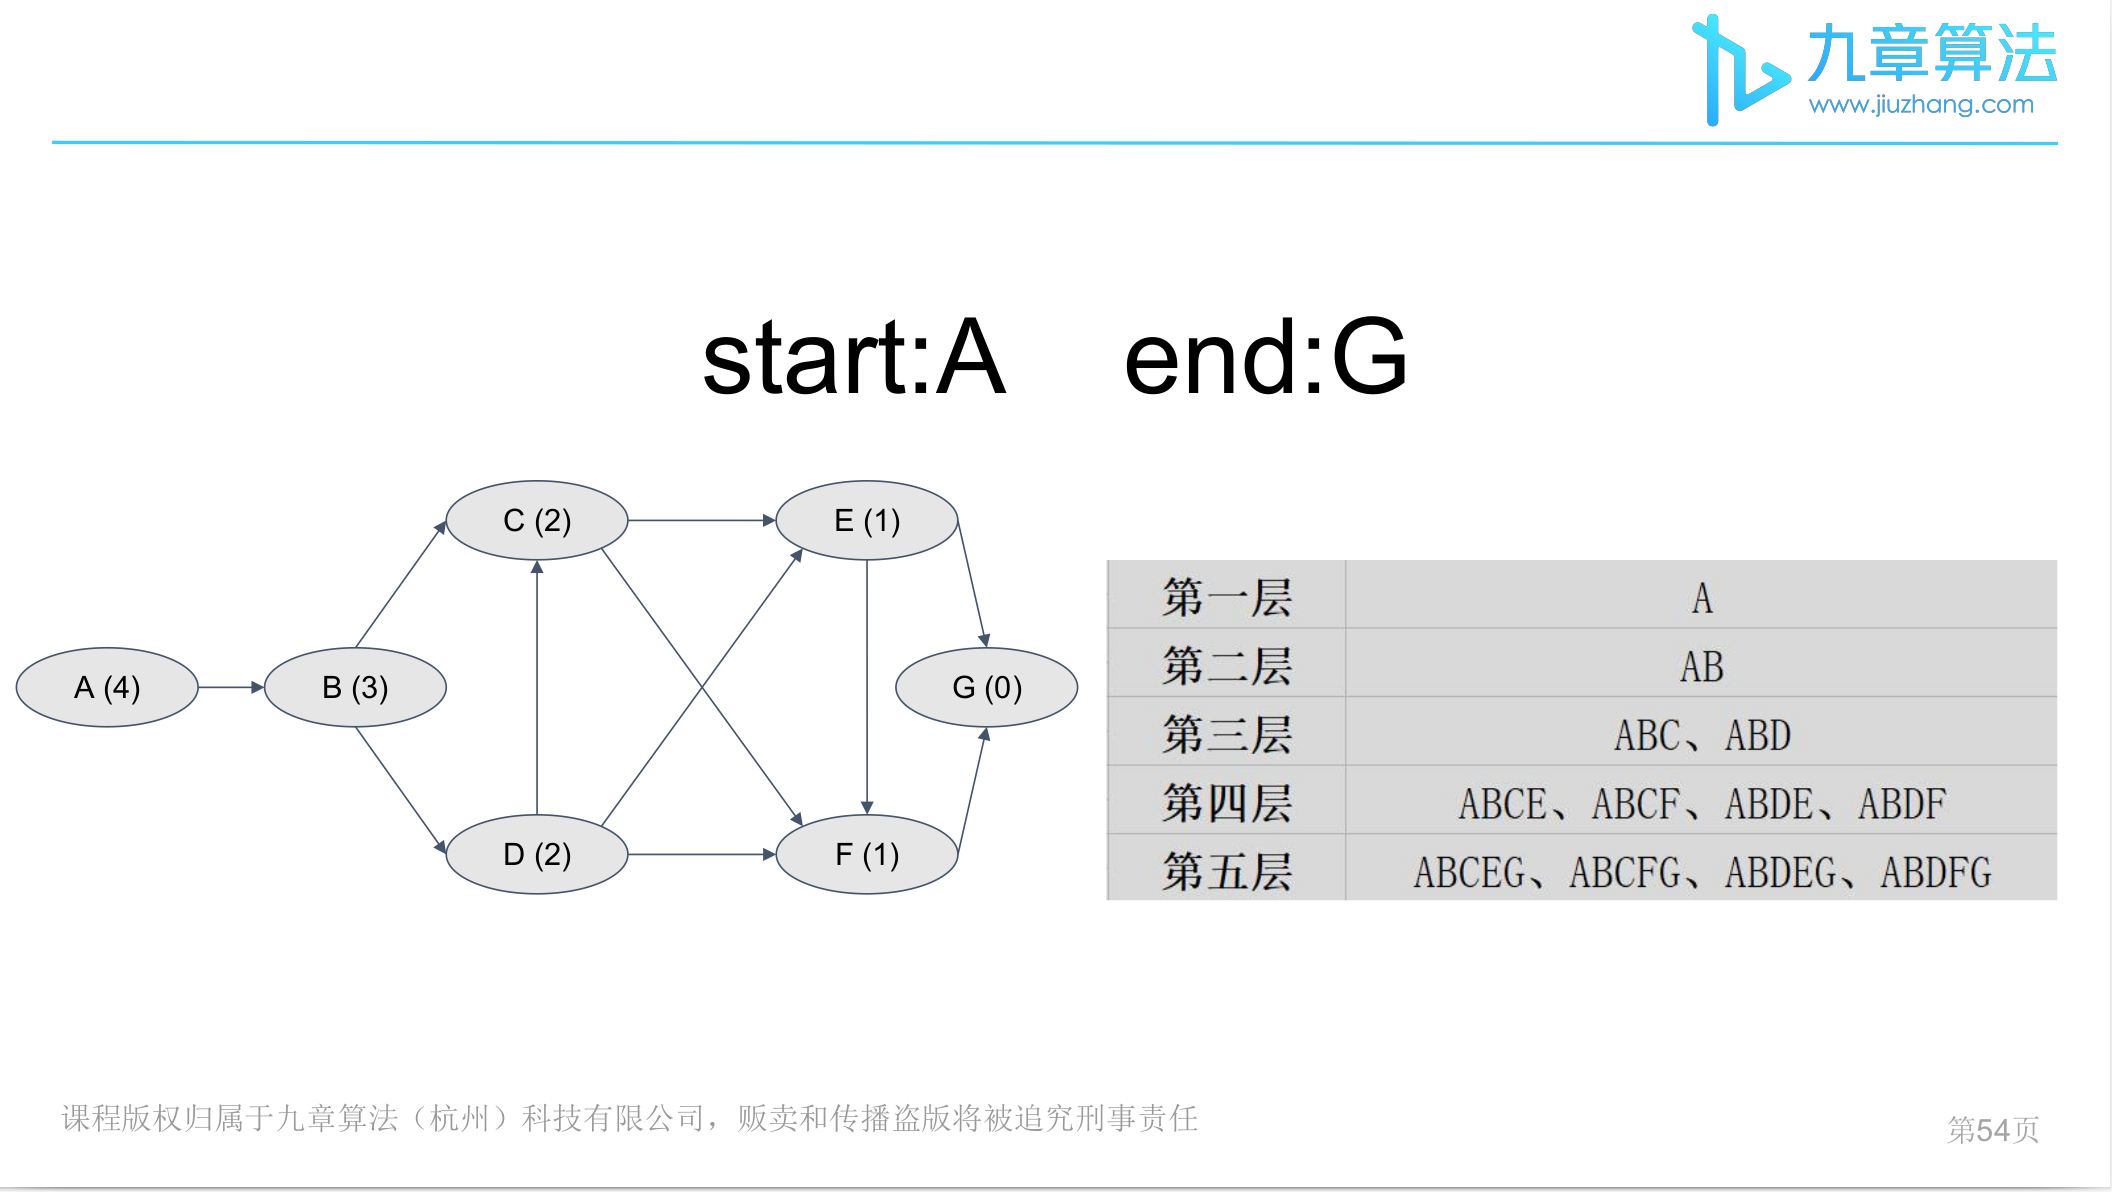 九章算法
www.jiuzhang.com
start:A end:G
C (2)
E (1)
A (4)
B (3)
G (0)
D (2)
F (1)
第一层 A
第二层 AB
第三层 ABC、ABD
第四层 ABCE、ABCF、ABDE、ABDF
第五层 ABCEG、ABCFG、ABDEG、ABDFG
课程版权归属于九章算法（杭州）科技有限公司，贩卖和传播盗版将被追究刑事责任
第54页